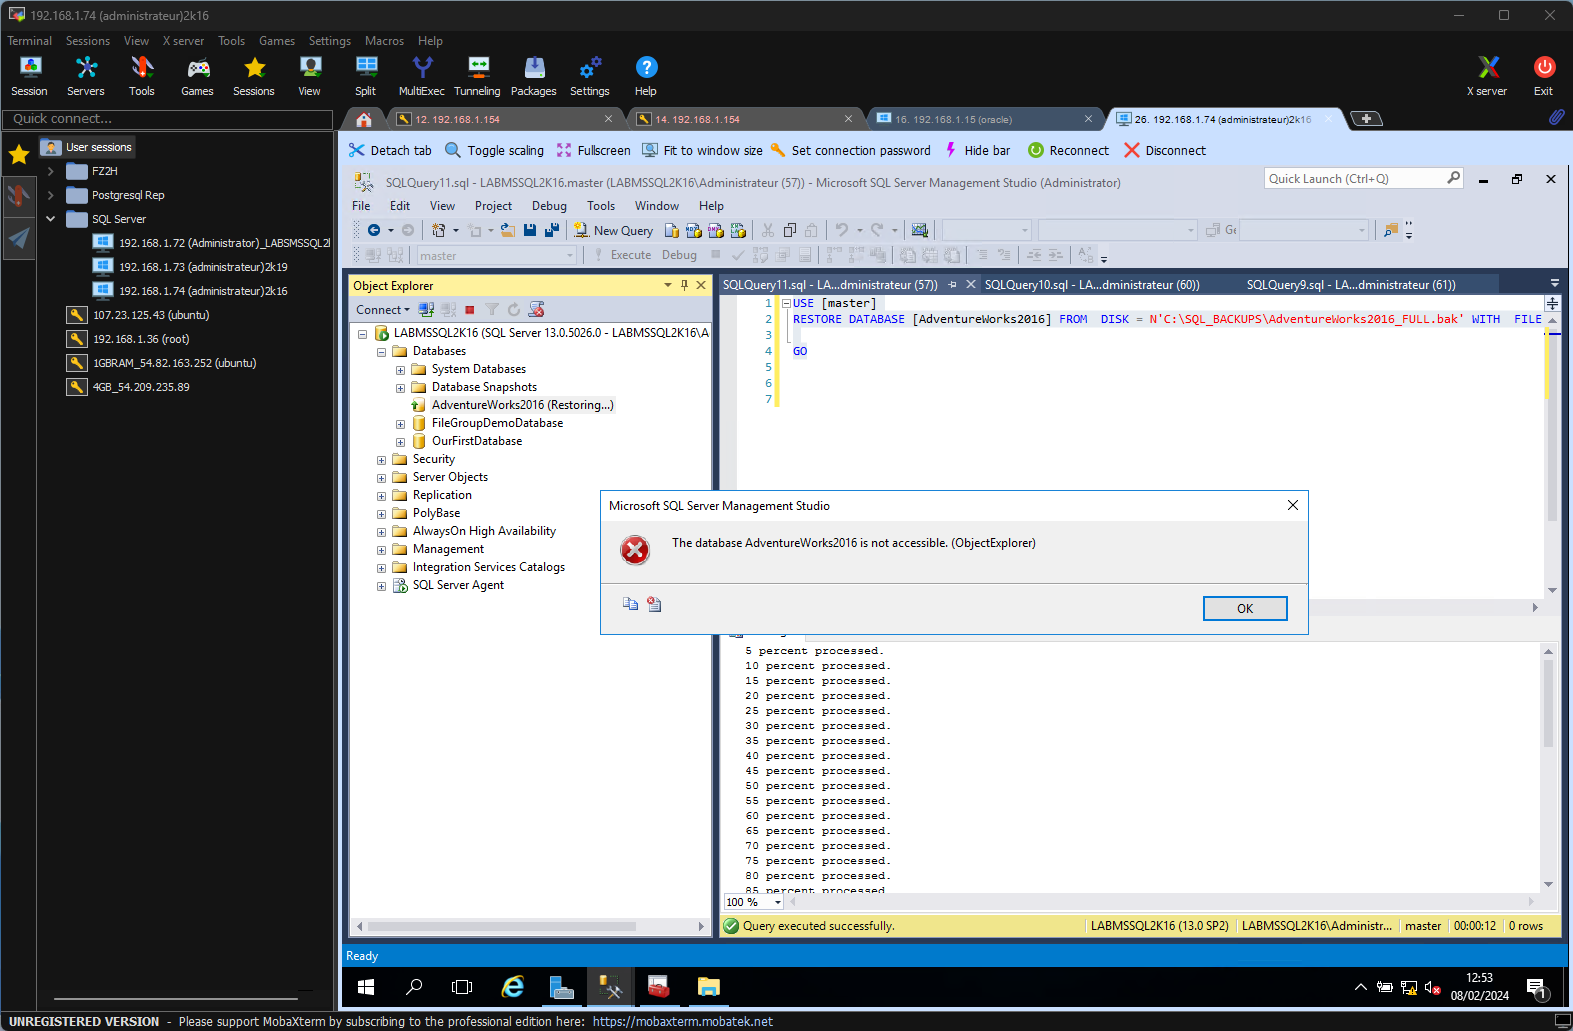 192.168.1.74 (administrateur)2k16
Terminal Sessions View X server Tools Games Settings Macros Help
Session Servers Tools Games Sessions View Split MultiExec Tunneling Packages Settings Help X server Exit
Quick connect...
12. 192.168.1.154 14. 192.168.1.154 16. 192.168.1.15 (oracle) 26. 192.168.1.74 (administrateur)2k16
Detach tab Toggle scaling Fullscreen Fit to window size Set connection password Hide bar Reconnect Disconnect
User sessions
FZ2H
Postgresql Rep
SQL Server
192.168.1.72 (Administrator)_LABSMSSQL2
192.168.1.73 (administrateur)2k19
192.168.1.74 (administrateur)2k16
107.23.125.43 (ubuntu)
192.168.1.36 (root)
1GBRAM_54.82.163.252 (ubuntu)
4GB_54.209.235.89
SQLQuery11.sql - LABMSSQL2K16.master (LABMSSQL2K16\Administrateur (57)) - Microsoft SQL Server Management Studio (Administrator)
Quick Launch (Ctrl+Q)
File Edit View Project Debug Tools Window Help
New Query
master Execute Debug
Object Explorer
Connect
LABMSSQL2K16 (SQL Server 13.0.5026.0 - LABMSSQL2K16\A
Databases
System Databases
Database Snapshots
AdventureWorks2016 (Restoring...)
FileGroupDemoDatabase
OurFirstDatabase
Security
Server Objects
Replication
PolyBase
AlwaysOn High Availability
Management
Integration Services Catalogs
SQL Server Agent
SQLQuery11.sql - LA...dministrateur (57)) SQLQuery10.sql - LA...dministrateur (60)) SQLQuery9.sql - LA...dministrateur (61))
1 USE [master]
2 RESTORE DATABASE [AdventureWorks2016] FROM DISK = N'C:\SQL_BACKUPS\AdventureWorks2016_FULL.bak' WITH FILE
3
4 GO
5
6
7
Microsoft SQL Server Management Studio
The database AdventureWorks2016 is not accessible. (ObjectExplorer)
OK
5 percent processed.
10 percent processed.
15 percent processed.
20 percent processed.
25 percent processed.
30 percent processed.
35 percent processed.
40 percent processed.
45 percent processed.
50 percent processed.
55 percent processed.
60 percent processed.
65 percent processed.
70 percent processed.
75 percent processed.
80 percent processed.
85 percent processed
100 %
Query executed successfully. LABMSSQL2K16 (13.0 SP2) LABMSSQL2K16\Administr... master 00:00:12 0 rows
Ready
12:53
08/02/2024
1
UNREGISTERED VERSION - Please support MobaXterm by subscribing to the professional edition here: https://mobaxterm.mobatek.net